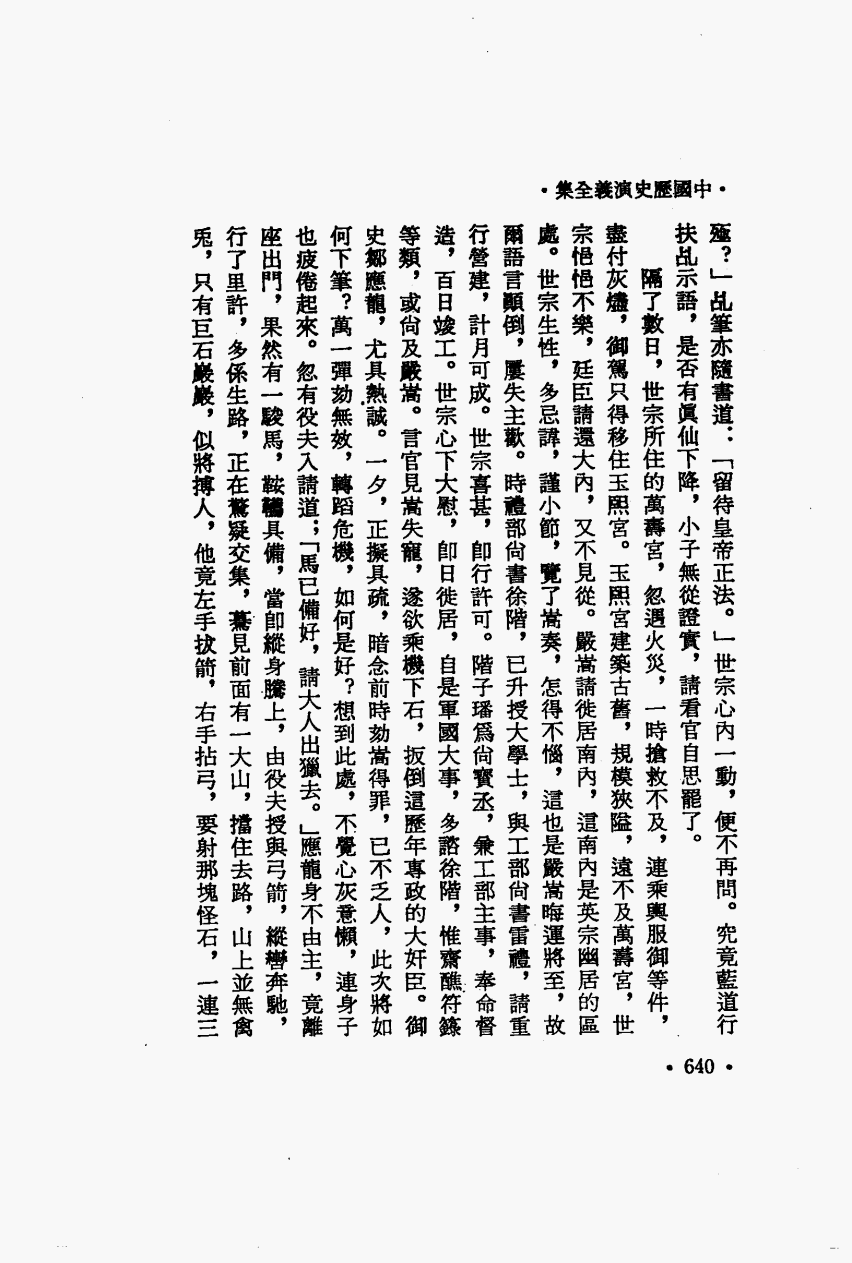 ·中國歷史演義全集·
殛?」乩筆亦隨書道:「留待皇帝正法。」世宗心內一動,便不再問。究竟藍道行
扶乩示語,是否有眞仙下降,小子無從證實,請看官自思罷了。
隔了數日,世宗所住的萬壽宮,忽遇火災,一時搶救不及,連乘輿服御等件,
盡付灰燼,御駕只得移住玉熙宮。玉熙宮建築古舊,規模狹隘,遠不及萬壽宮,世
宗悒悒不樂,廷臣請還大內,又不見從。嚴嵩請徙居南內,這南內是英宗幽居的區
處。世宗生性,多忌諱,謹小節,覽了嵩奏,怎得不惱,這也是嚴嵩晦運將至,故
爾語言顚倒,屢失主歡。時禮部尙書徐階,已升授大學士,與工部尙書雷禮,請重
行營建,計月可成。世宗喜甚,卽行許可。階子璠爲尙寶丞,兼工部主事,奉命督
造,百日竣工。世宗心下大慰,卽日徙居,自是軍國大事,多諮徐階,惟齋醮符籙
等類,或尙及嚴嵩。言官見嵩失寵,遂欲乘機下石,扳倒這歷年專政的大奸臣。御
史鄒應龍,尤具熱誠。一夕,正擬具疏,暗念前時劾嵩得罪,已不乏人,此次將如
何下筆?萬一彈劾無效,轉蹈危機,如何是好?想到此處,不覺心灰意懶,連身子
也疲倦起來。忽有役夫入請道;「馬已備好,請大人出獵去。」應龍身不由主,竟離
座出門,果然有一駿馬,鞍韉具備,當卽縱身騰上,由役夫授與弓箭,縱轡奔馳,
行了里許,多係生路,正在驚疑交集,驀見前面有一大山,擋住去路,山上並無禽
兎,只有巨石巖巖,似將搏人,他竟左手拔箭,右手拈弓,要射那塊怪石,一連三
·640·